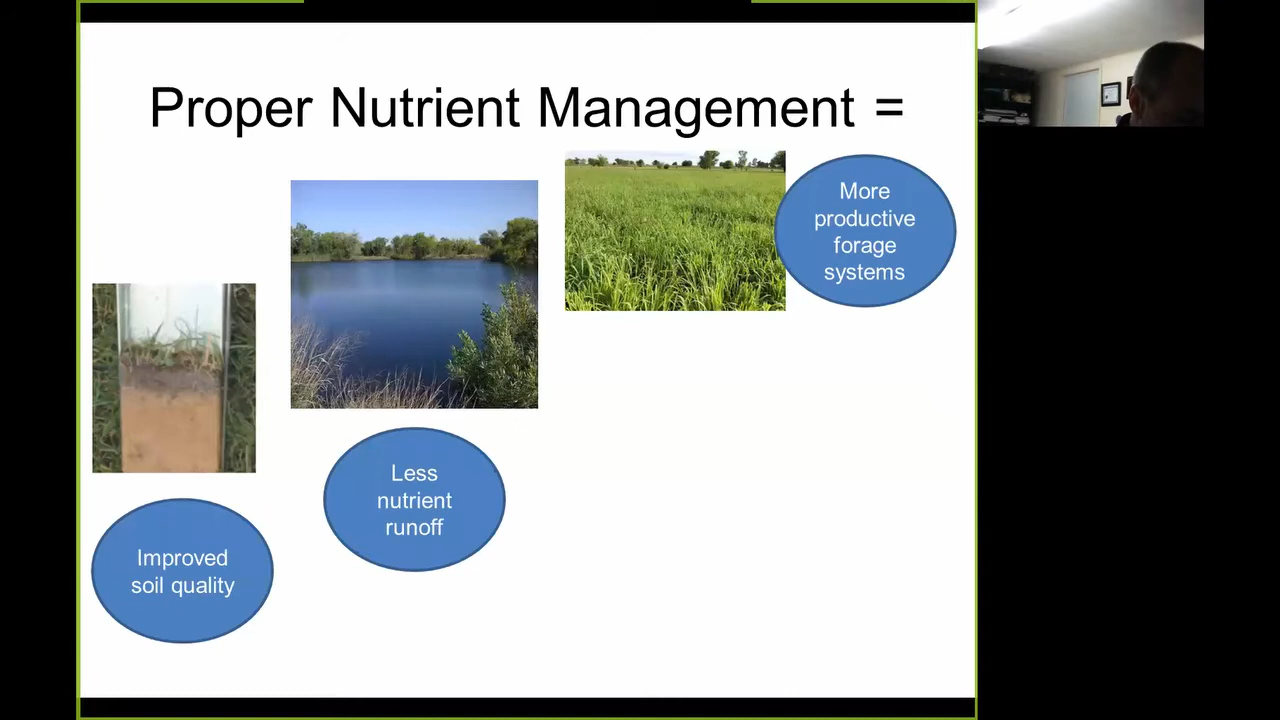 Proper Nutrient Management =
More
productive
forage
systems
Less
nutrient
runoff
Improved
soil quality